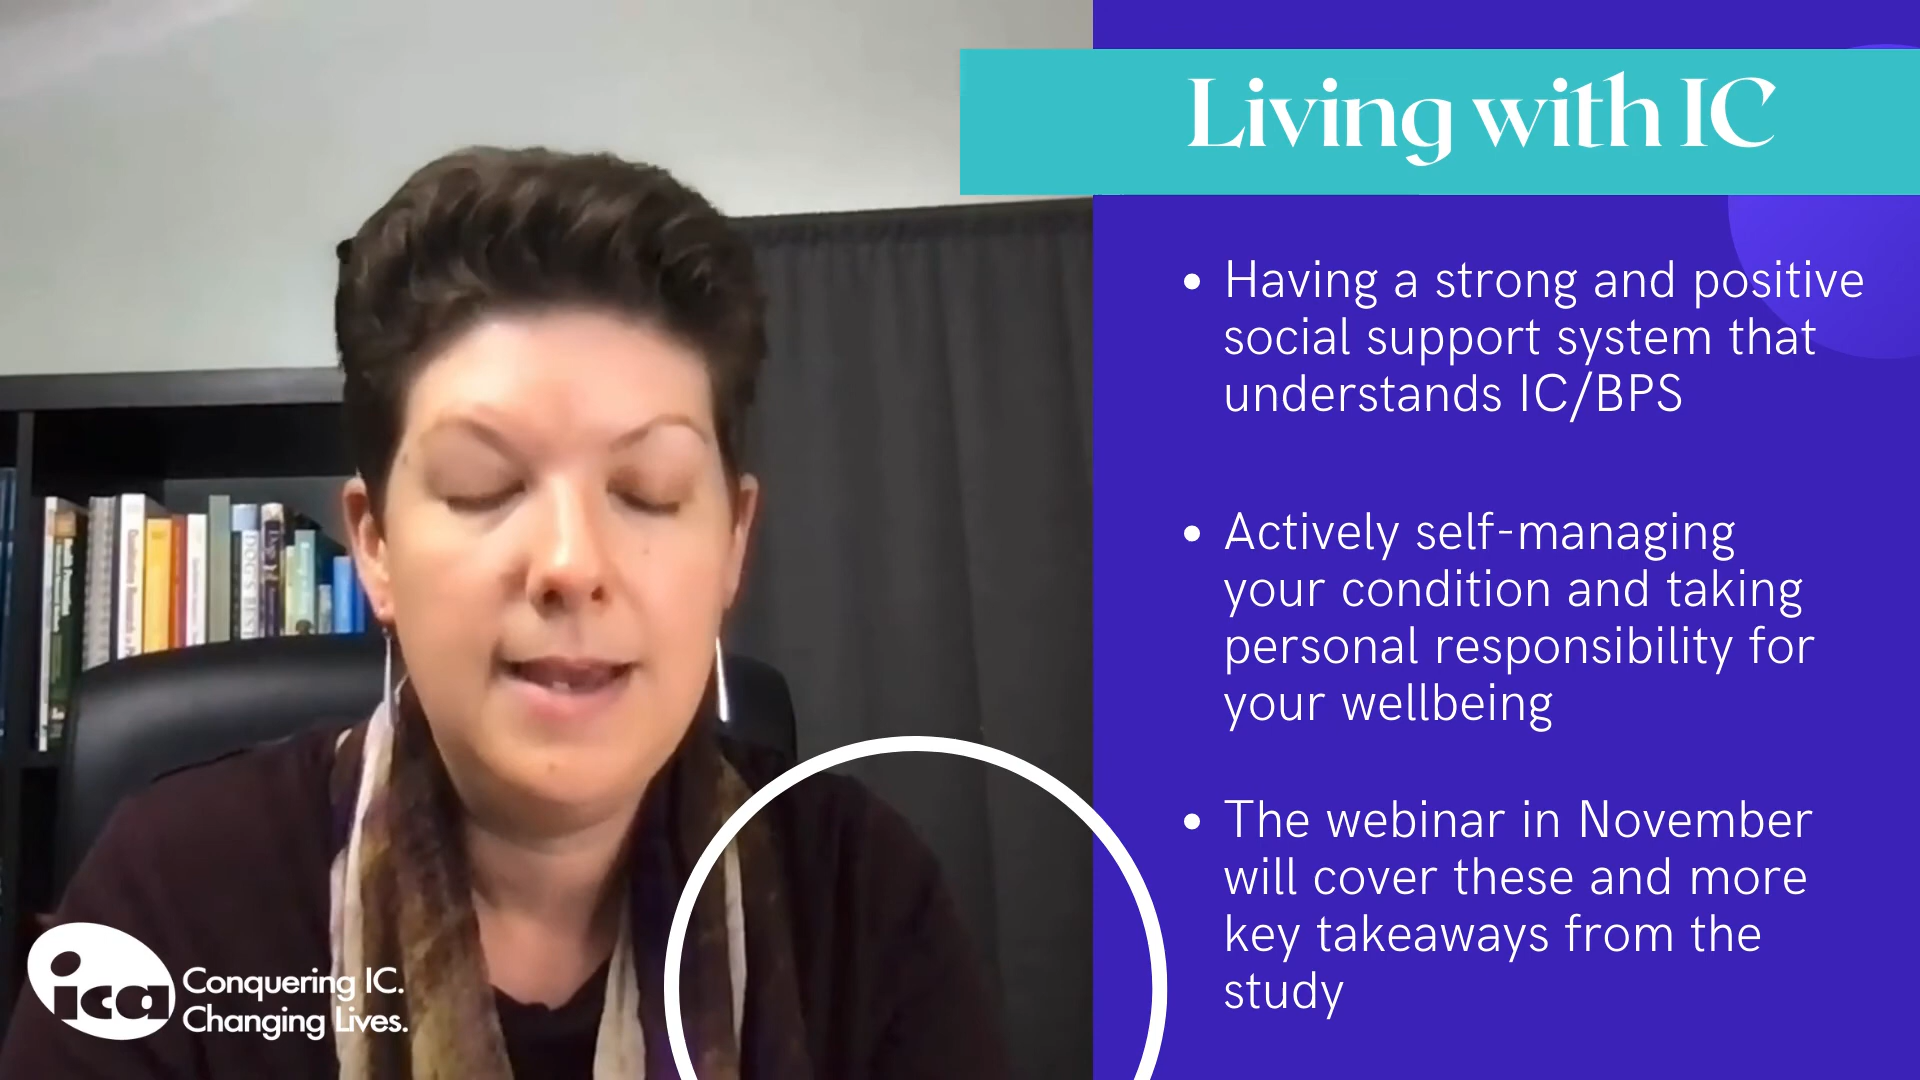 Living with IC
• Having a strong and positive
social support system that
understands IC/BPS
• Actively self-managing
your condition and taking
personal responsibility for
your wellbeing
• The webinar in November
will cover these and more
key takeaways from the
study
ica
Conquering IC.
Changing Lives.